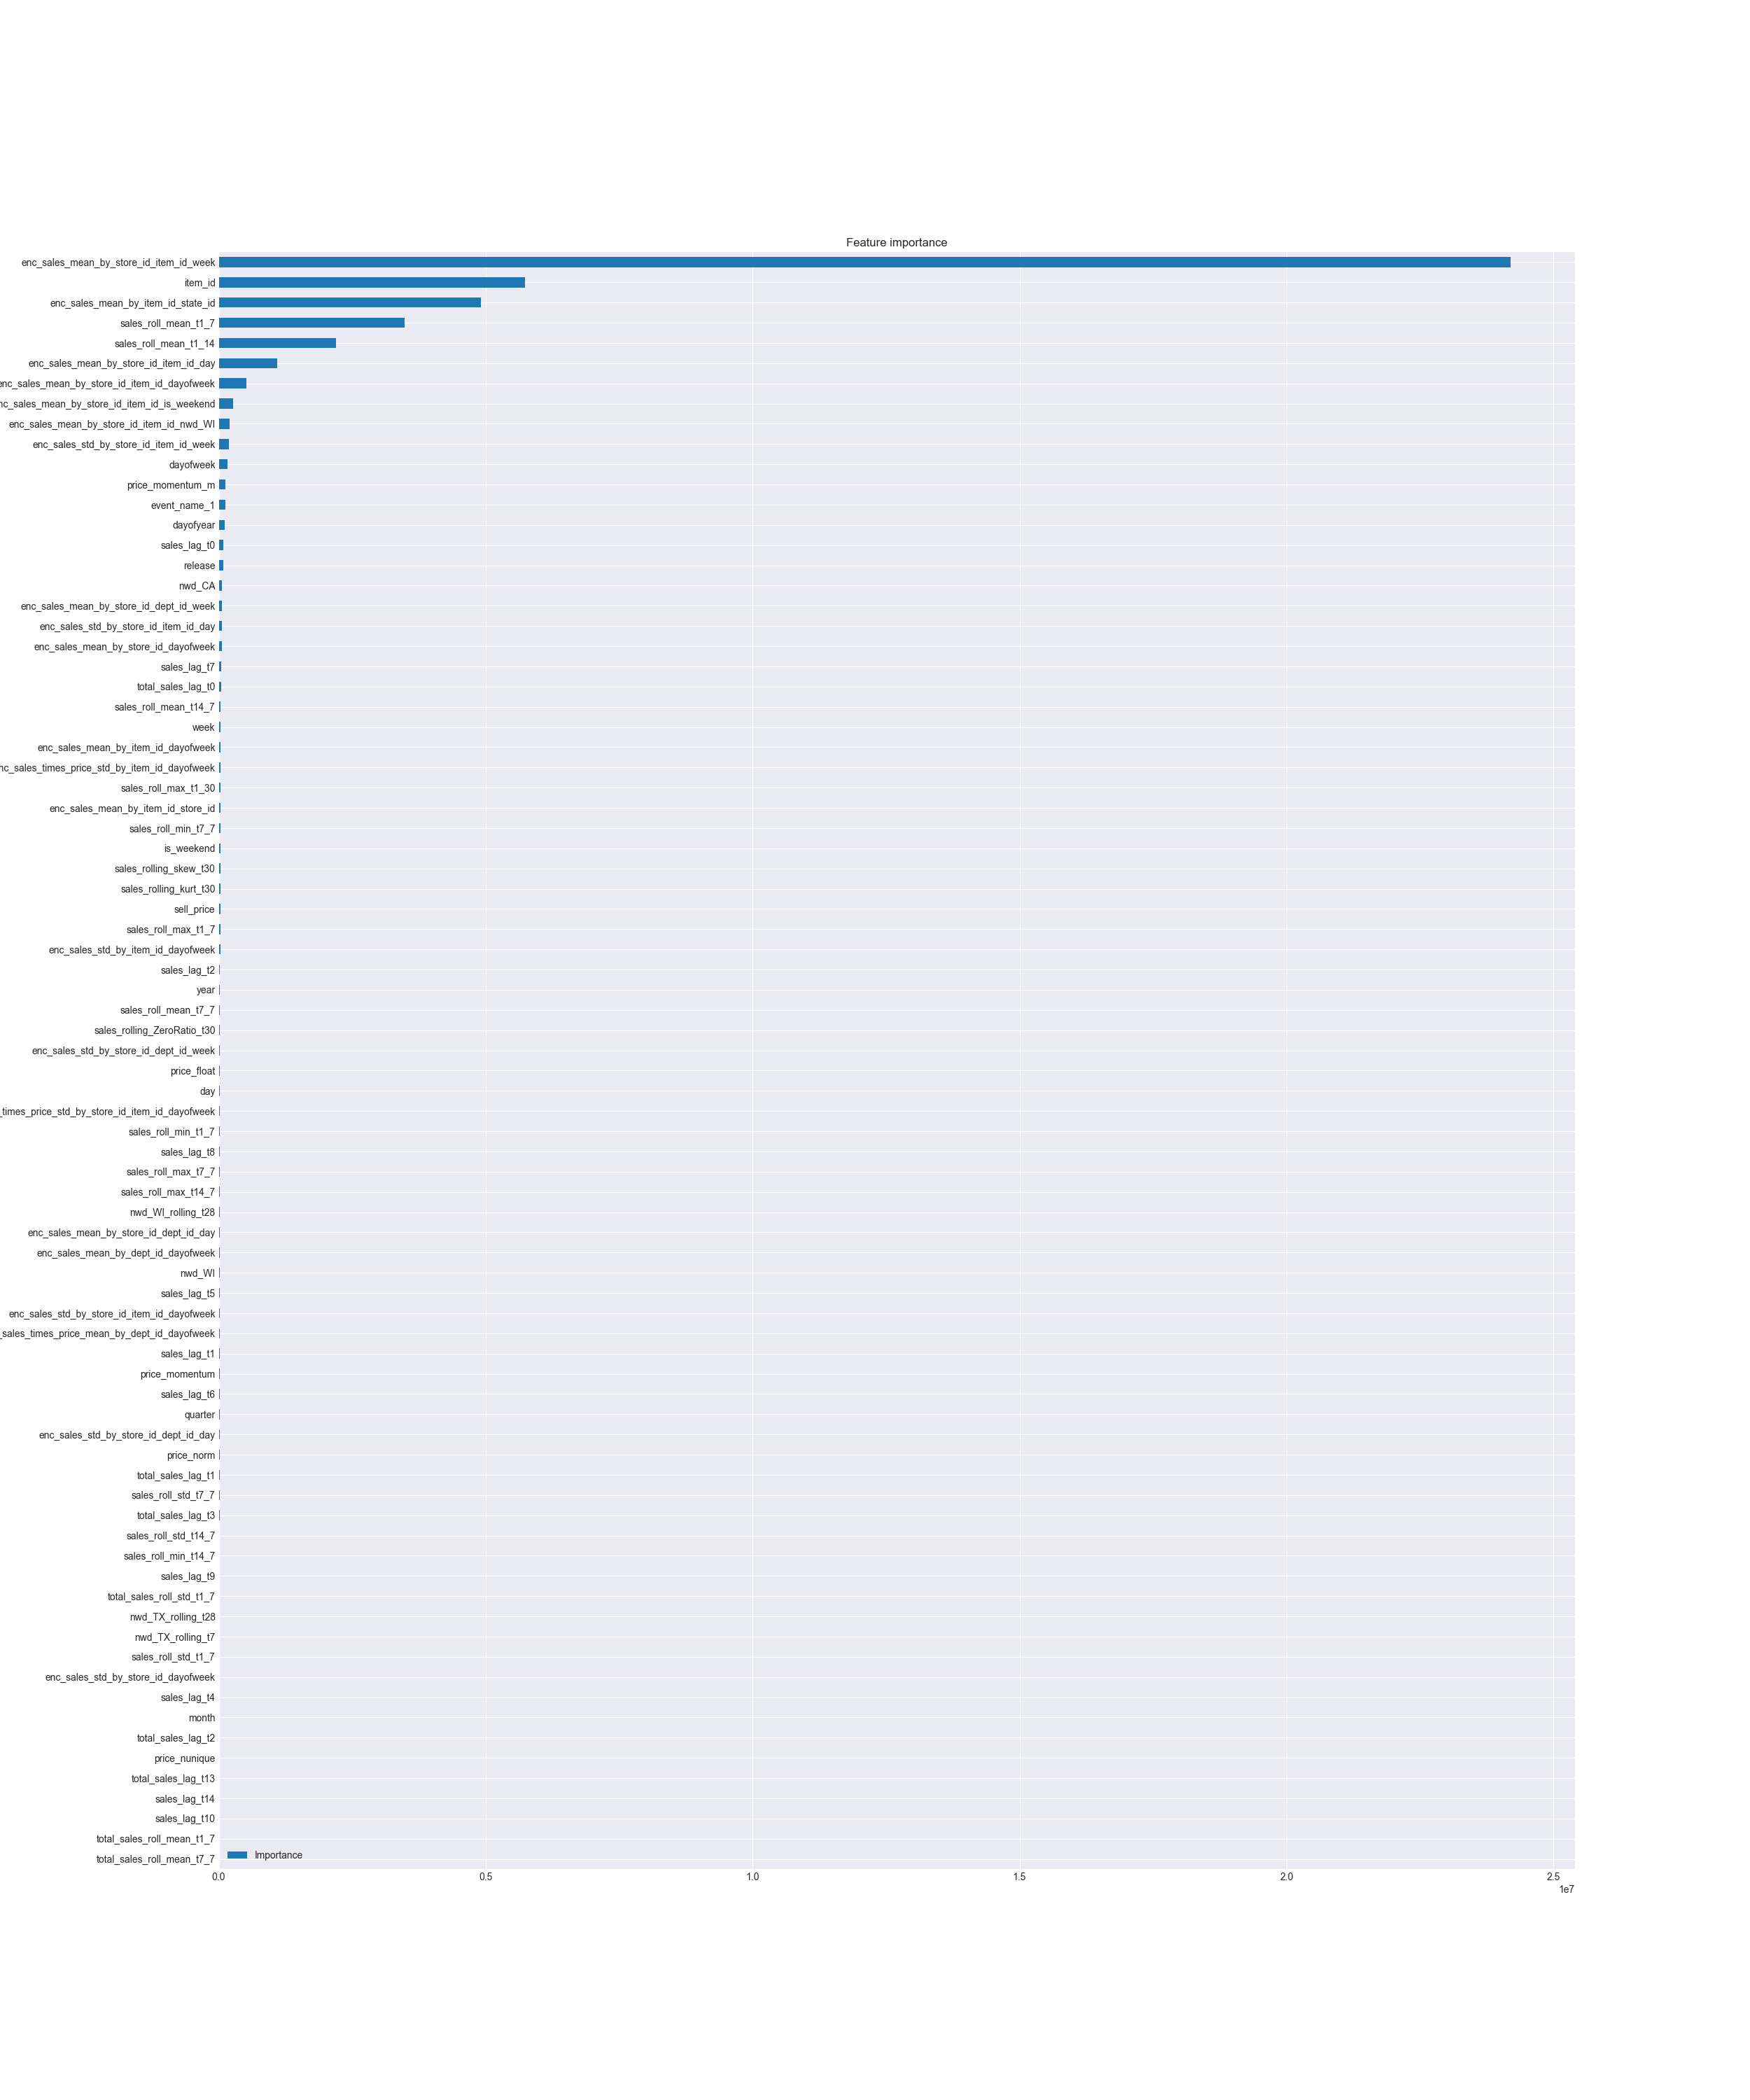 Feature importance
enc_sales_mean_by_store_id_item_id_week
item_id
enc_sales_mean_by_item_id_state_id
sales_roll_mean_t1_7
sales_roll_mean_t1_14
enc_sales_mean_by_store_id_item_id_day
enc_sales_mean_by_store_id_item_id_dayofweek
nc_sales_mean_by_store_id_item_id_is_weekend
enc_sales_mean_by_store_id_item_id_nwd_WI
enc_sales_std_by_store_id_item_id_week
dayofweek
price_momentum_m
event_name_1
dayofyear
sales_lag_t0
release
nwd_CA
enc_sales_mean_by_store_id_dept_id_week
enc_sales_std_by_store_id_item_id_day
enc_sales_mean_by_store_id_dayofweek
sales_lag_t7
total_sales_lag_t0
sales_roll_mean_t14_7
week
enc_sales_mean_by_item_id_dayofweek
nc_sales_times_price_std_by_item_id_dayofweek
sales_roll_max_t1_30
enc_sales_mean_by_item_id_store_id
sales_roll_min_t7_7
is_weekend
sales_rolling_skew_t30
sales_rolling_kurt_t30
sell_price
sales_roll_max_t1_7
enc_sales_std_by_item_id_dayofweek
sales_lag_t2
year
sales_roll_mean_t7_7
sales_rolling_ZeroRatio_t30
enc_sales_std_by_store_id_dept_id_week
price_float
day
_times_price_std_by_store_id_item_id_dayofweek
sales_roll_min_t1_7
sales_lag_t8
sales_roll_max_t7_7
sales_roll_max_t14_7
nwd_WI_rolling_t28
enc_sales_mean_by_store_id_dept_id_day
enc_sales_mean_by_dept_id_dayofweek
nwd_WI
sales_lag_t5
enc_sales_std_by_store_id_item_id_dayofweek
_sales_times_price_mean_by_dept_id_dayofweek
sales_lag_t1
price_momentum
sales_lag_t6
quarter
enc_sales_std_by_store_id_dept_id_day
price_norm
total_sales_lag_t1
sales_roll_std_t7_7
total_sales_lag_t3
sales_roll_std_t14_7
sales_roll_min_t14_7
sales_lag_t9
total_sales_roll_std_t1_7
nwd_TX_rolling_t28
nwd_TX_rolling_t7
sales_roll_std_t1_7
enc_sales_std_by_store_id_dayofweek
sales_lag_t4
month
total_sales_lag_t2
price_nunique
total_sales_lag_t13
sales_lag_t14
sales_lag_t10
total_sales_roll_mean_t1_7
total_sales_roll_mean_t7_7
Importance
0.0 0.5 1.0 1.5 2.0 2.5
1e7